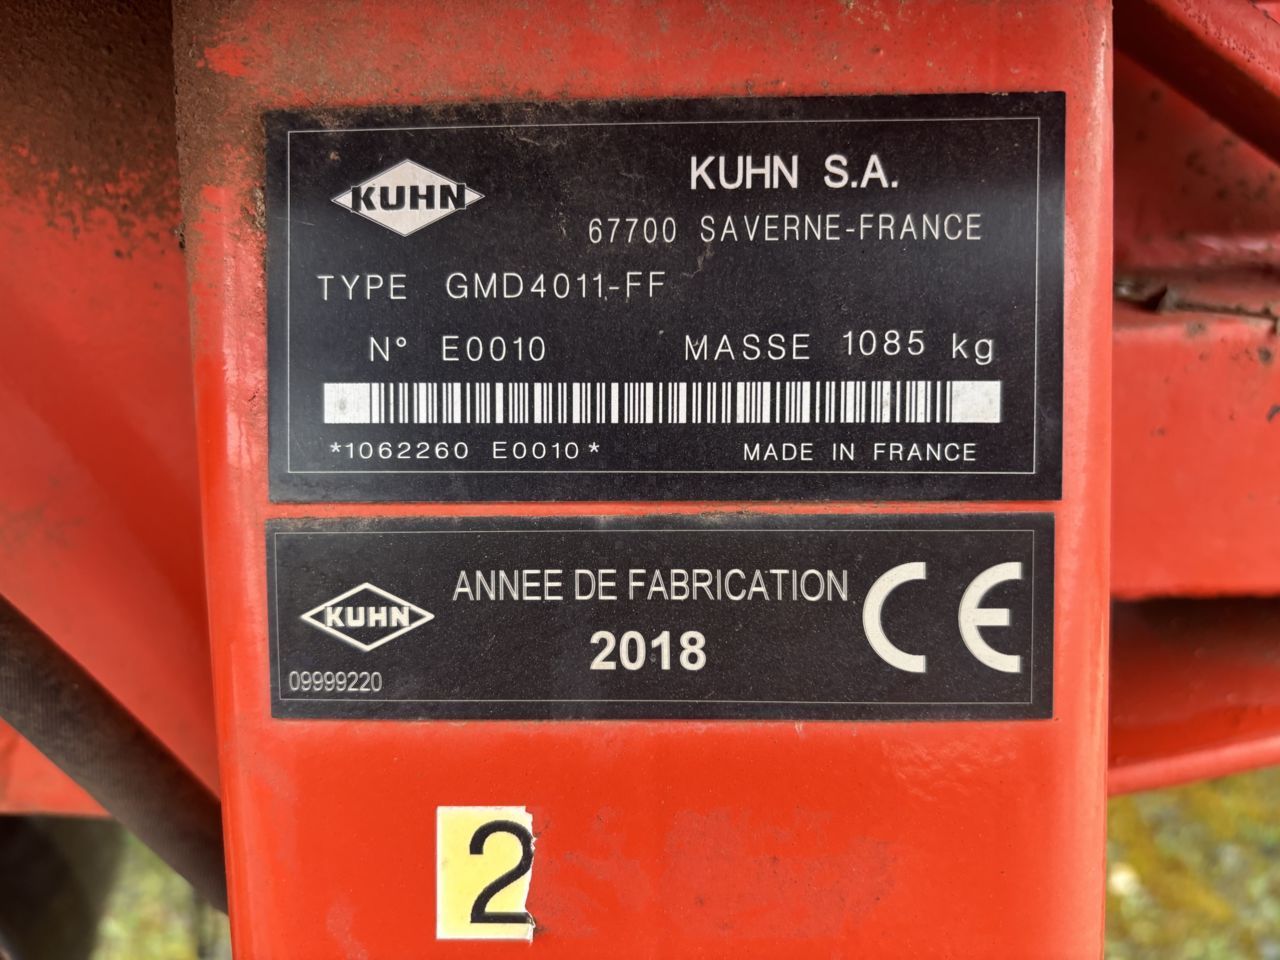 KUHN
KUHN S.A.
67700 SAVERNE-FRANCE
TYPE GMD4011-FF
N° E0010 MASSE 1085 kg
*1062260 E0010* MADE IN FRANCE
KUHN
ANNEE DE FABRICATION
2018
CE
09999220
2